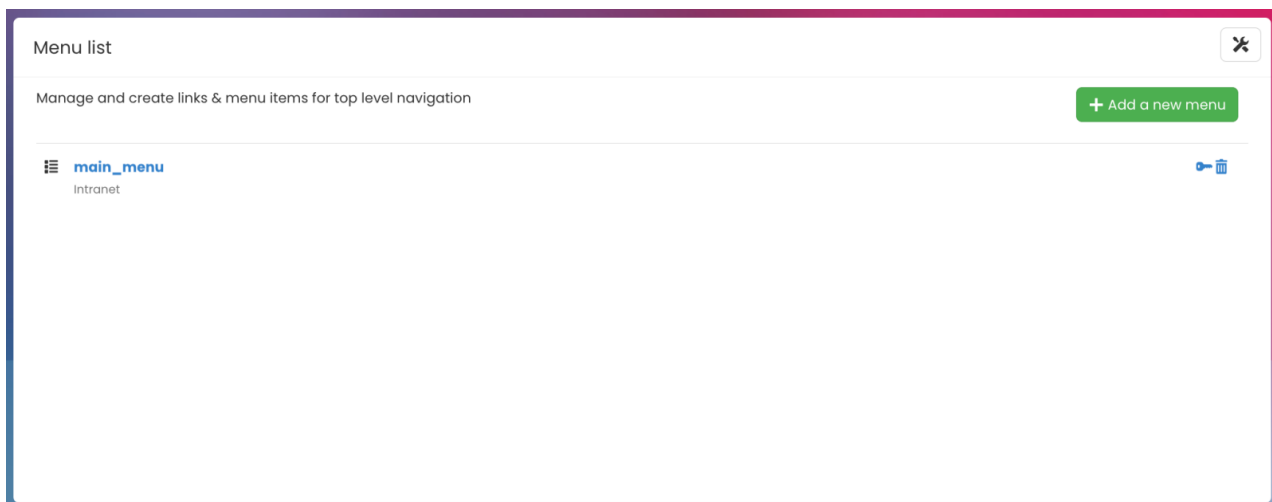 Menu list
Manage and create links & menu items for top level navigation
Add a new menu
main_menu
Intranet